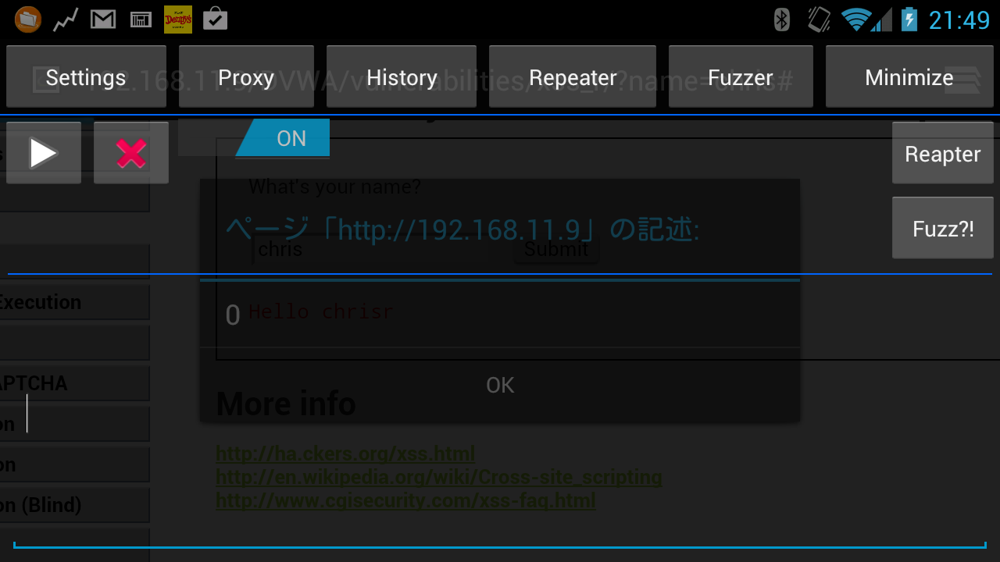 Denny's
21:49
Settings
Proxy
History
Repeater
Fuzzer
Minimize
192.168.11.9/DVWA/vulnerabilities/xss_r/?name=chris#
ON
Reapter
Fuzz?!
What's your name?
ページ「http://192.168.11.9」の記述:
chris
Submit
Execution
0
Hello chrisr
APTCHA
OK
More info
on
http://ha.ckers.org/xss.html
on
http://en.wikipedia.org/wiki/Cross-site_scripting
on (Blind)
http://www.cgisecurity.com/xss-faq.html